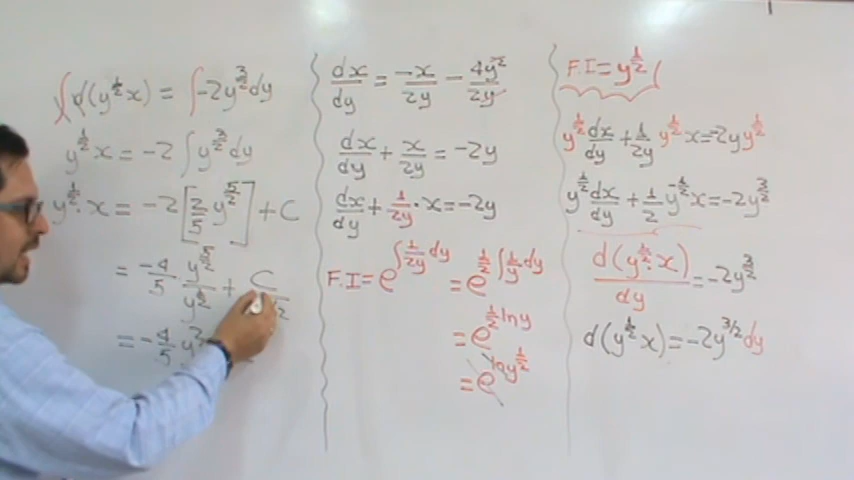 ∫d(y^{1/2}x) = ∫-2y^{3/2}dy
y^{1/2}x = -2∫y^{3/2}dy
y^{1/2}·x = -2[2/5 y^{5/2}] + C
= -4/5 · y^{5/2}/y^{1/2} + C
= -4/5 y^2
dx/dy = -x/2y - 4y^2/2y
dx/dy + x/2y = -2y
dx/dy + 1/2y · x = -2y
F.I = e^{∫1/2y dy} = e^{1/2 ∫1/y dy}
= e^{1/2 ln y}
= e^{ln y^{1/2}}
F.I = y^{1/2}
y^{1/2} dx/dy + 1/2y y^{1/2} x = -2y y^{1/2}
y^{1/2} dx/dy + 1/2 y^{-1/2} x = -2y^{3/2}
d(y^{1/2}·x)/dy = -2y^{3/2}
d(y^{1/2}x) = -2y^{3/2}dy